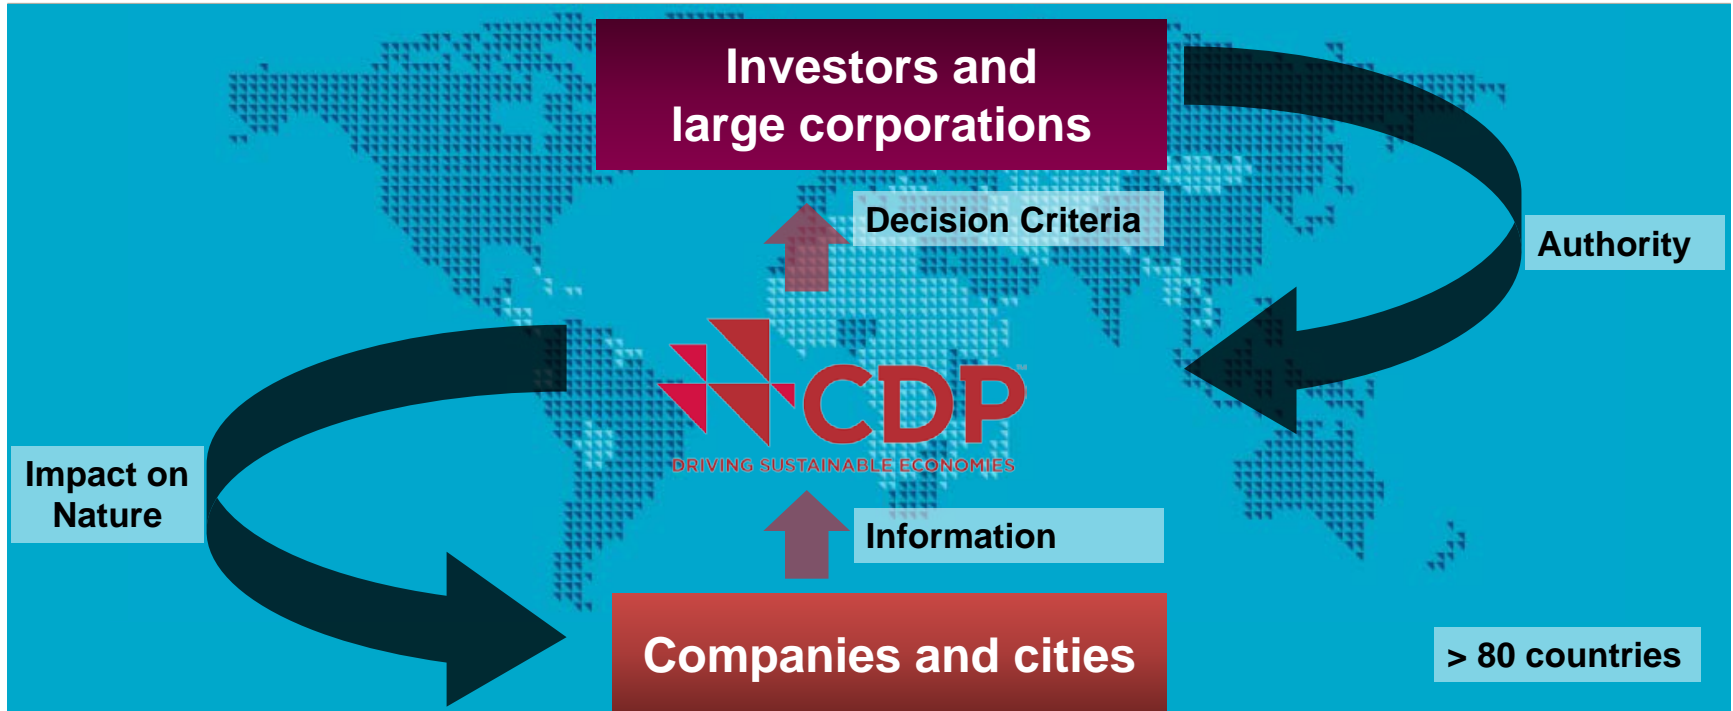 Investors and
large corporations
Decision Criteria
Authority
CDP™
DRIVING SUSTAINABLE ECONOMIES
Impact on
Nature
Information
Companies and cities
> 80 countries